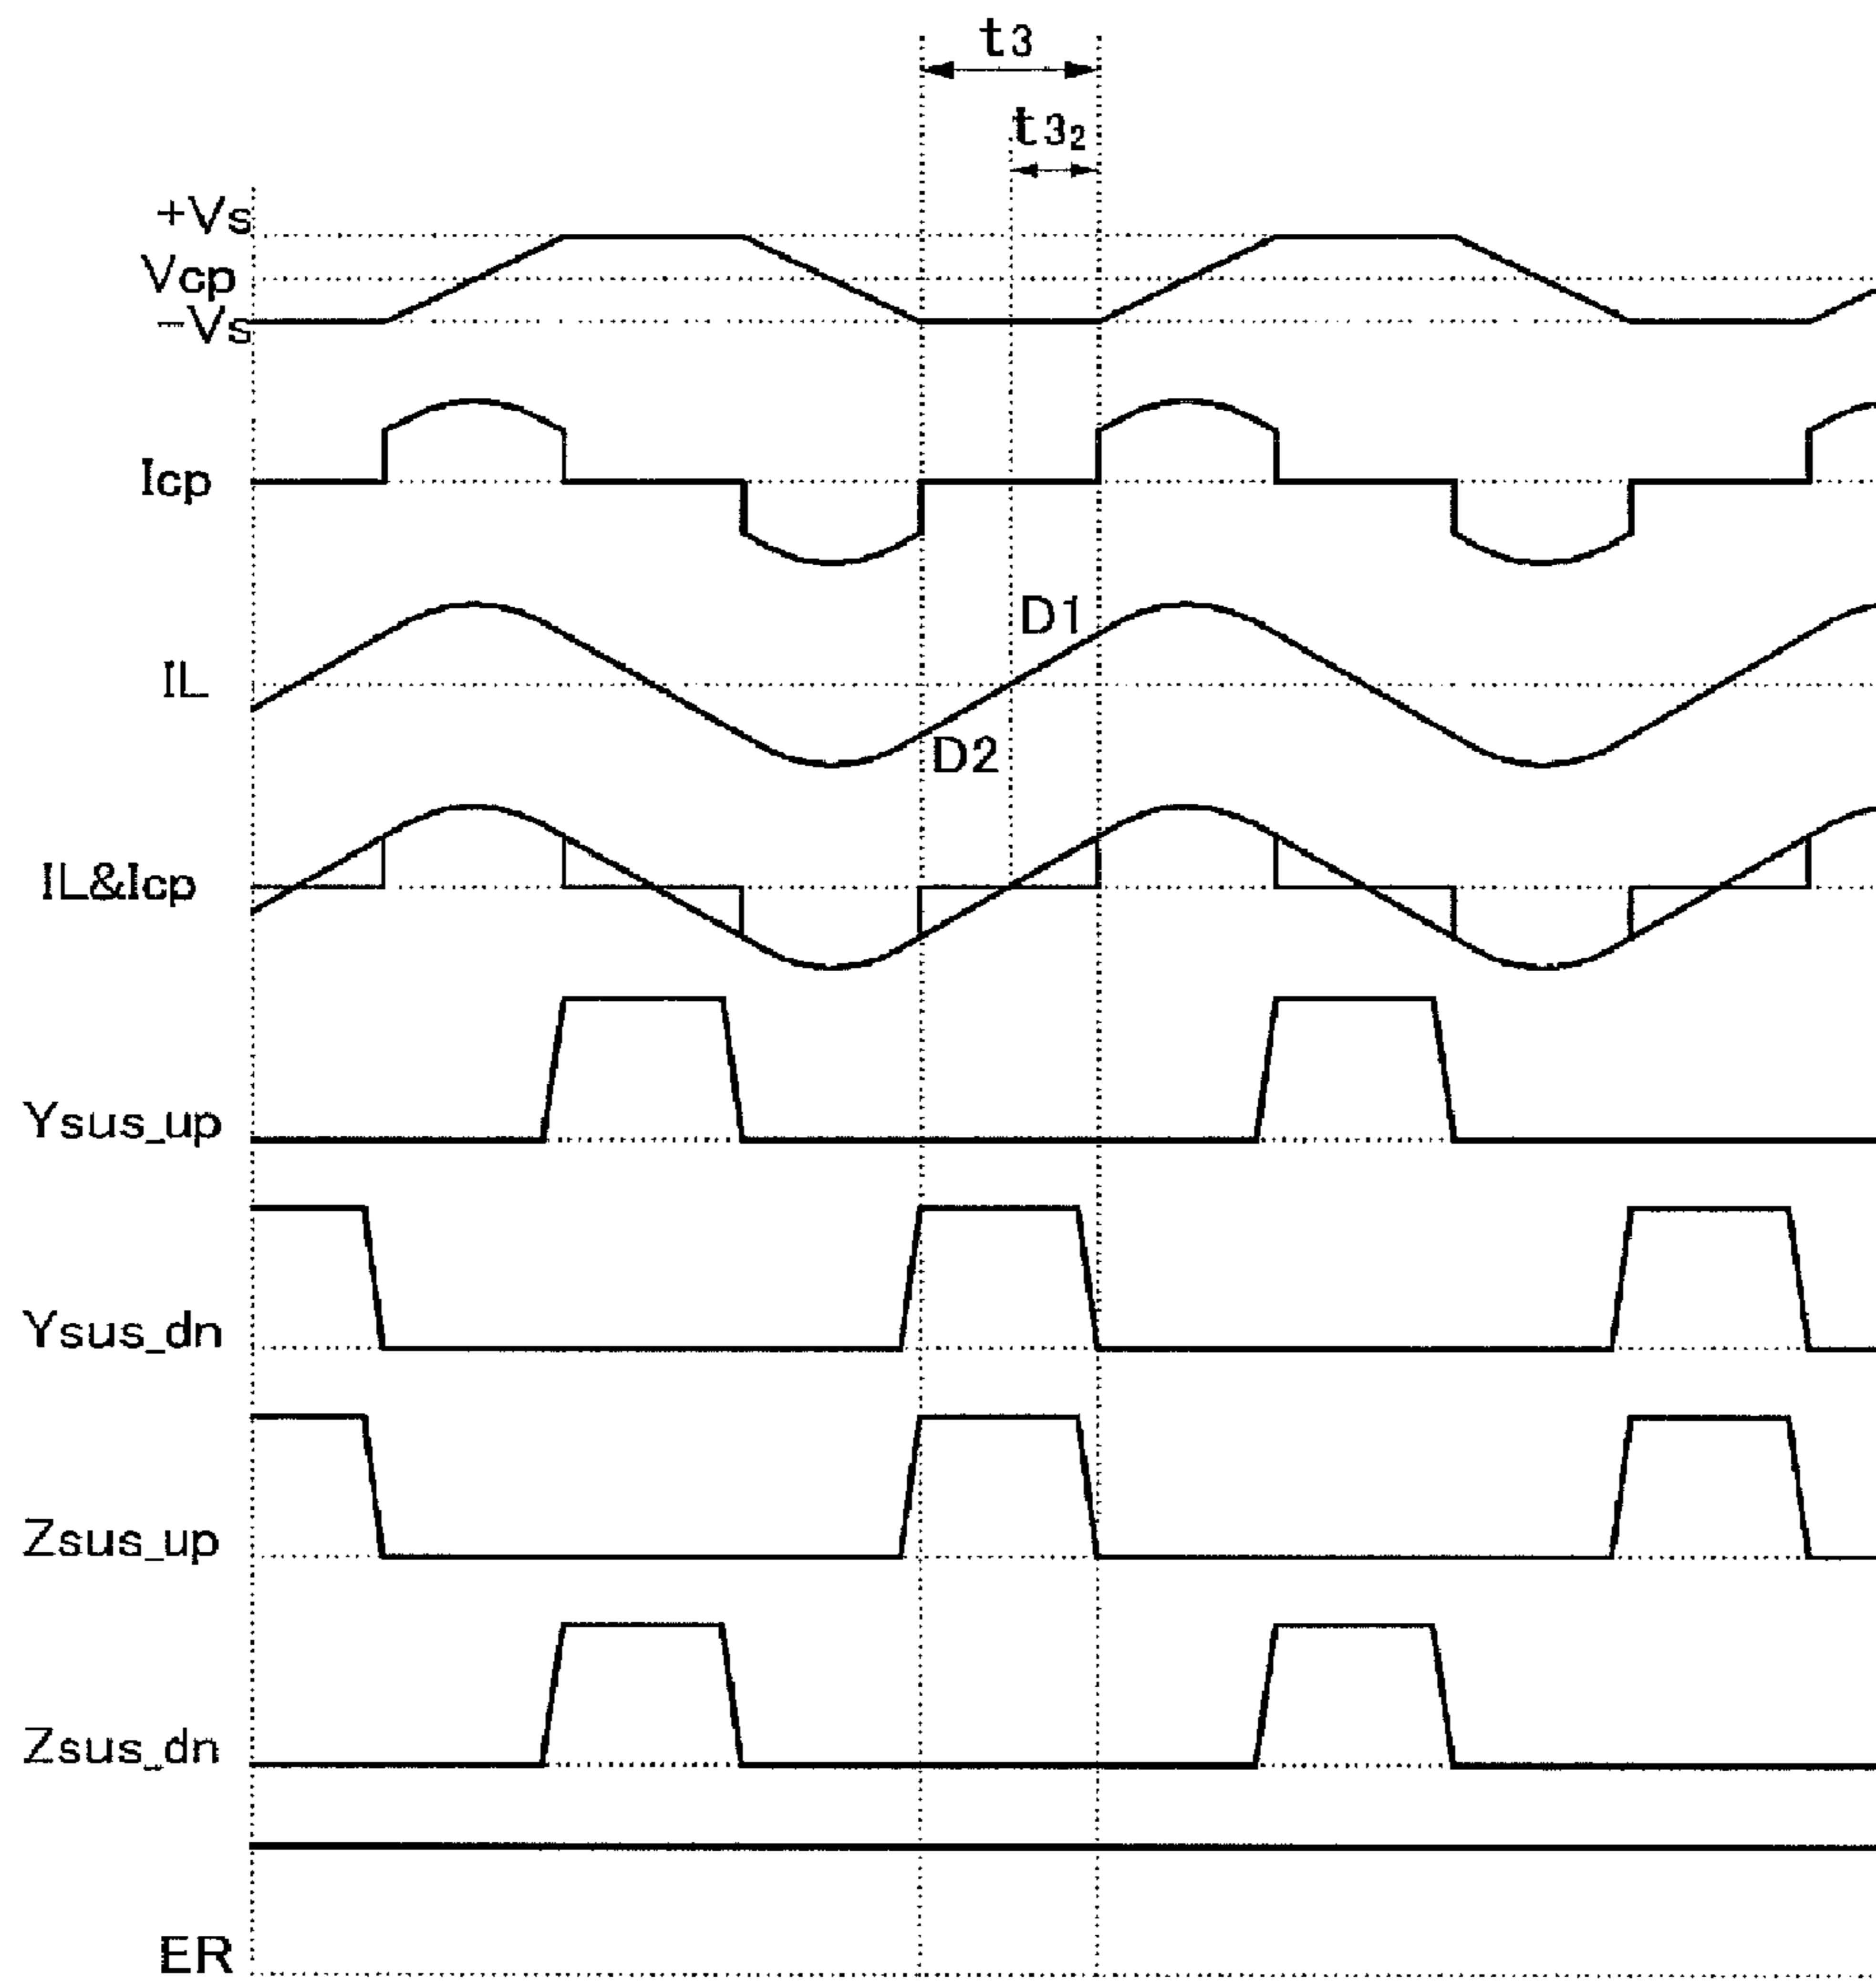 t3
t32
+Vs
Vcp
-Vs
Icp
D1
IL
D2
IL&Icp
Ysus_up
Ysus_dn
Zsus_up
Zsus_dn
ER